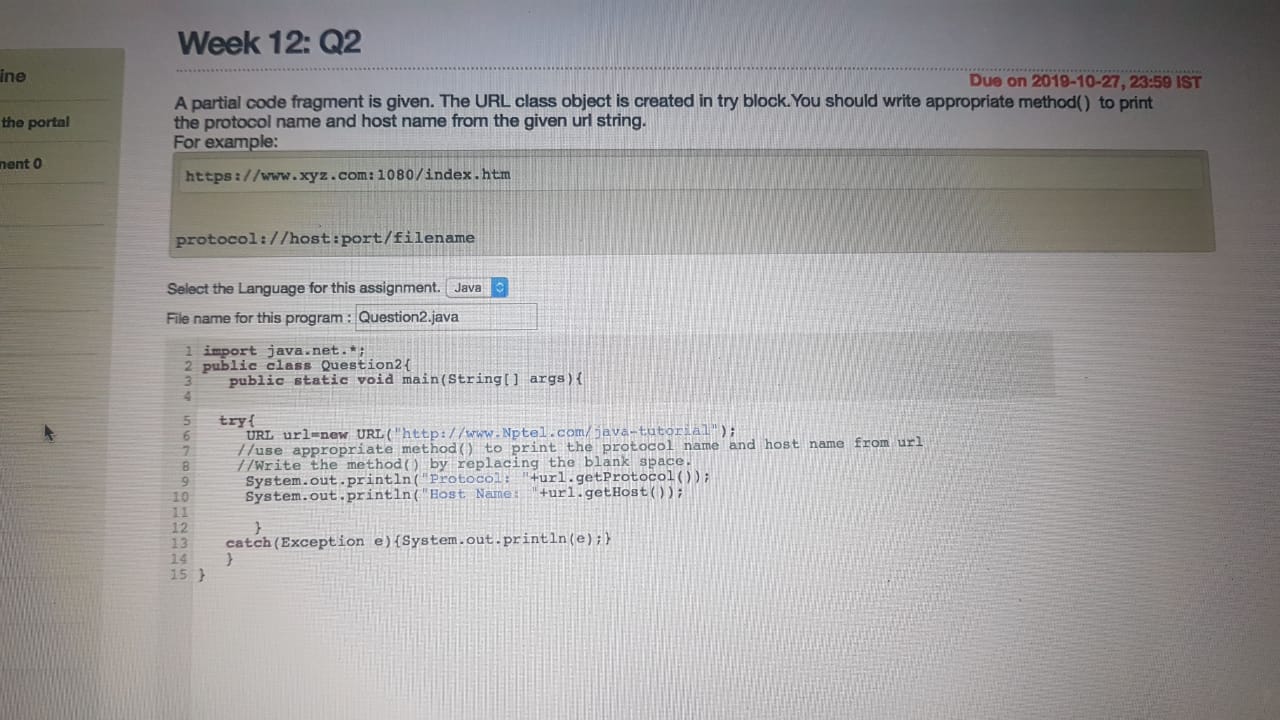 Week 12: Q2
ine
Due on 2019-10-27, 23:59 IST
A partial code fragment is given. The URL class object is created in try block.You should write appropriate method() to print
the portal
the protocol name and host name from the given url string.
For example:
nent 0
https://www.xyz.com:1080/index.htm
protocol://host:port/filename
Select the Language for this assignment. Java
File name for this program : Question2.java
1 import java.net.*;
2 public class Question2{
3 public static void main(String[] args){
4
5 try{
6 URL url=new URL("http://www.Nptel.com/java-tutorial");
7 //use appropriate method() to print the protocol name and host name from url
8 //Write the method() by replacing the blank space.
9 System.out.println("Protocol: "+url.getProtocol());
10 System.out.println("Host Name: "+url.getHost());
11
12 }
13 catch(Exception e){System.out.println(e);}
14 }
15 }